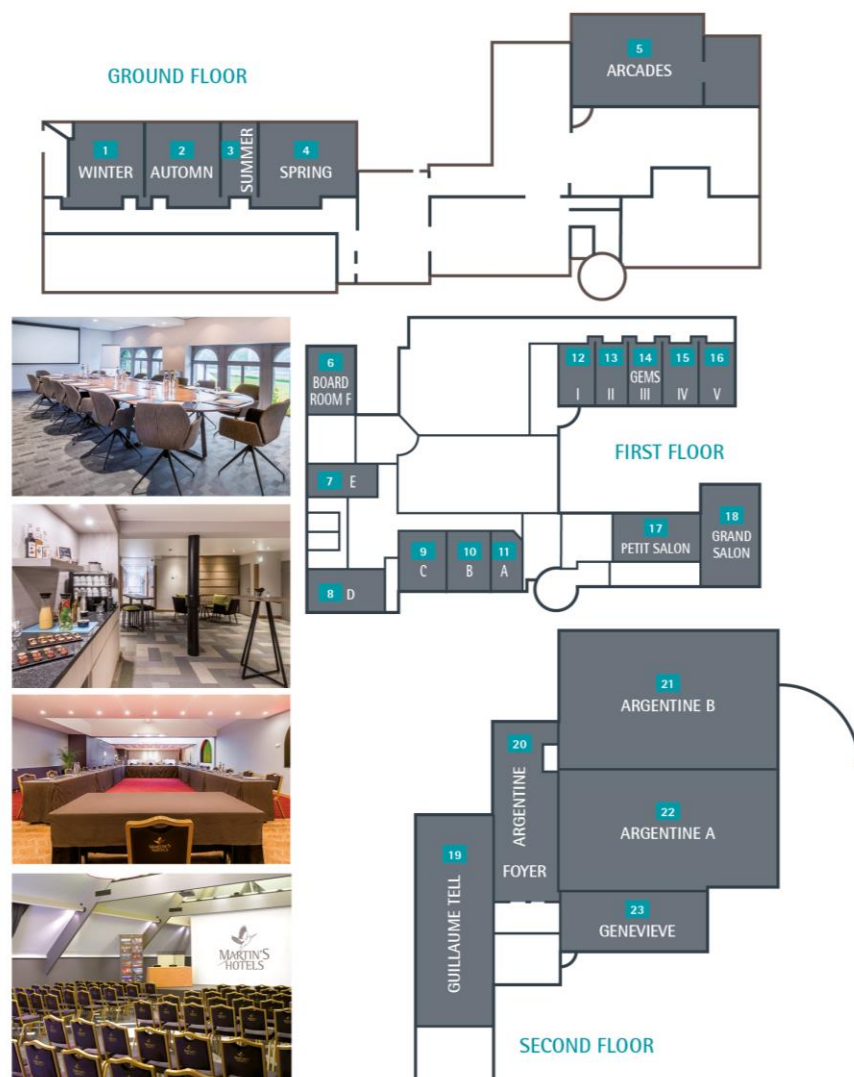 GROUND FLOOR
5
ARCADES
1
WINTER
2
AUTOMN
3
SUMMER
4
SPRING
6
BOARD
ROOM F
7 E
8 D
9
C
10
B
11
A
12
I
13
II
14
GEMS
III
15
IV
16
V
FIRST FLOOR
17
PETIT SALON
18
GRAND
SALON
21
ARGENTINE B
20
ARGENTINE
FOYER
22
ARGENTINE A
19
GUILLAUME TELL
23
GENEVIEVE
SECOND FLOOR
MARTIN'S
HOTELS
MARTIN'S
HOTELS